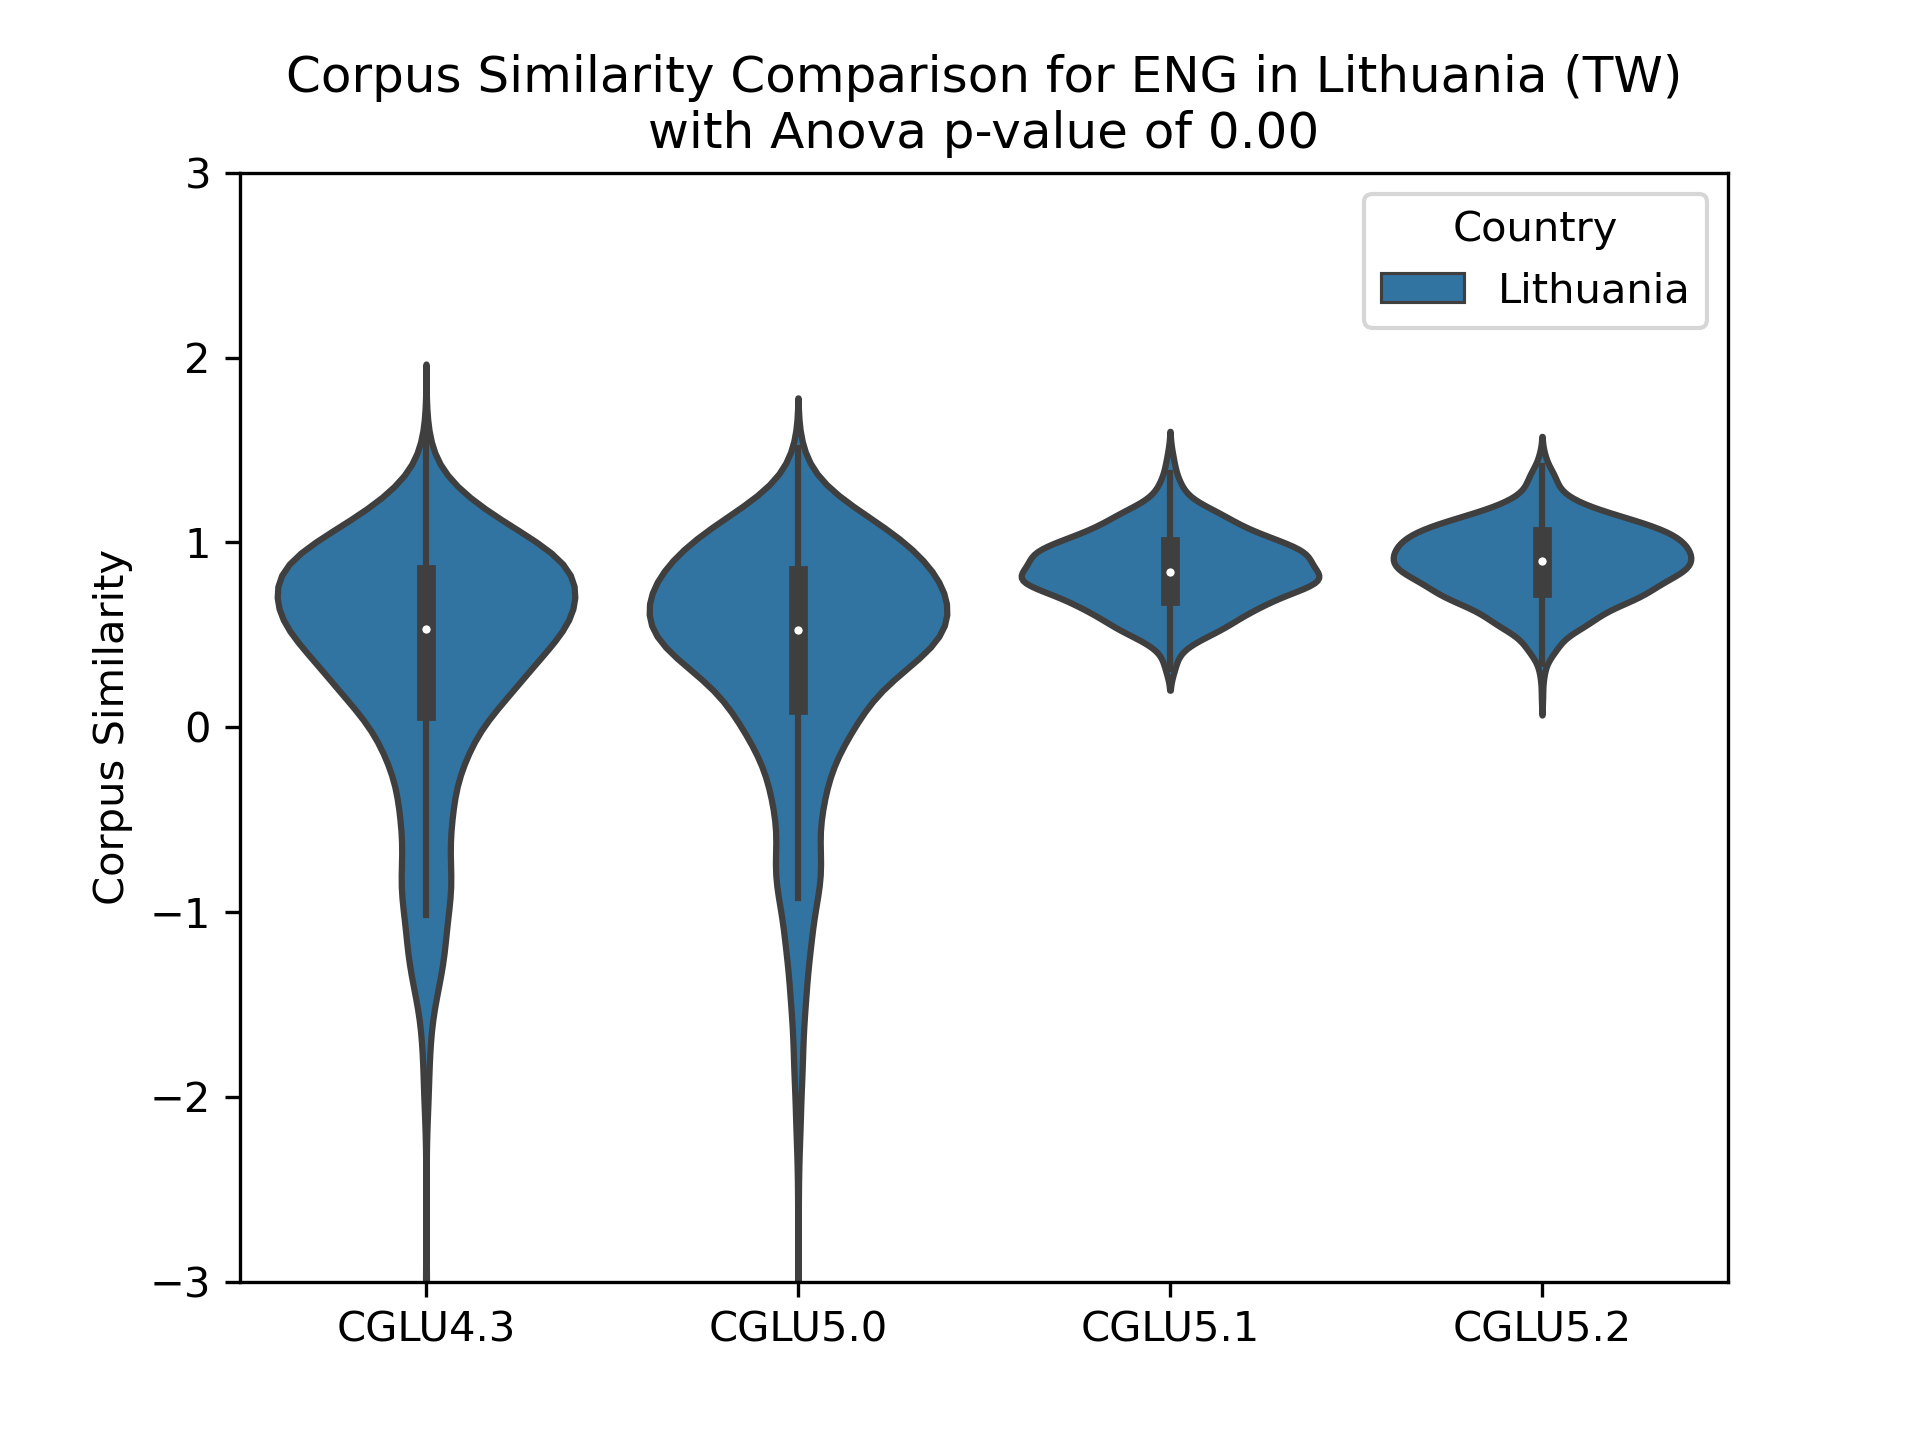 Corpus Similarity Comparison for ENG in Lithuania (TW)
with Anova p-value of 0.00
Country
Lithuania
Corpus Similarity
3
2
1
0
−1
−2
−3
CGLU4.3
CGLU5.0
CGLU5.1
CGLU5.2